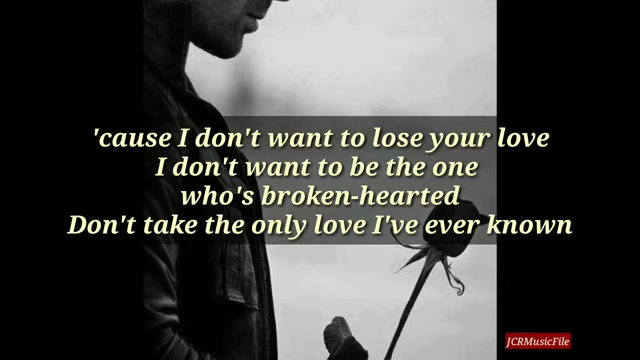 'cause I don't want to lose your love
I don't want to be the one
who's broken-hearted
Don't take the only love I've ever known
JCRMusicFile